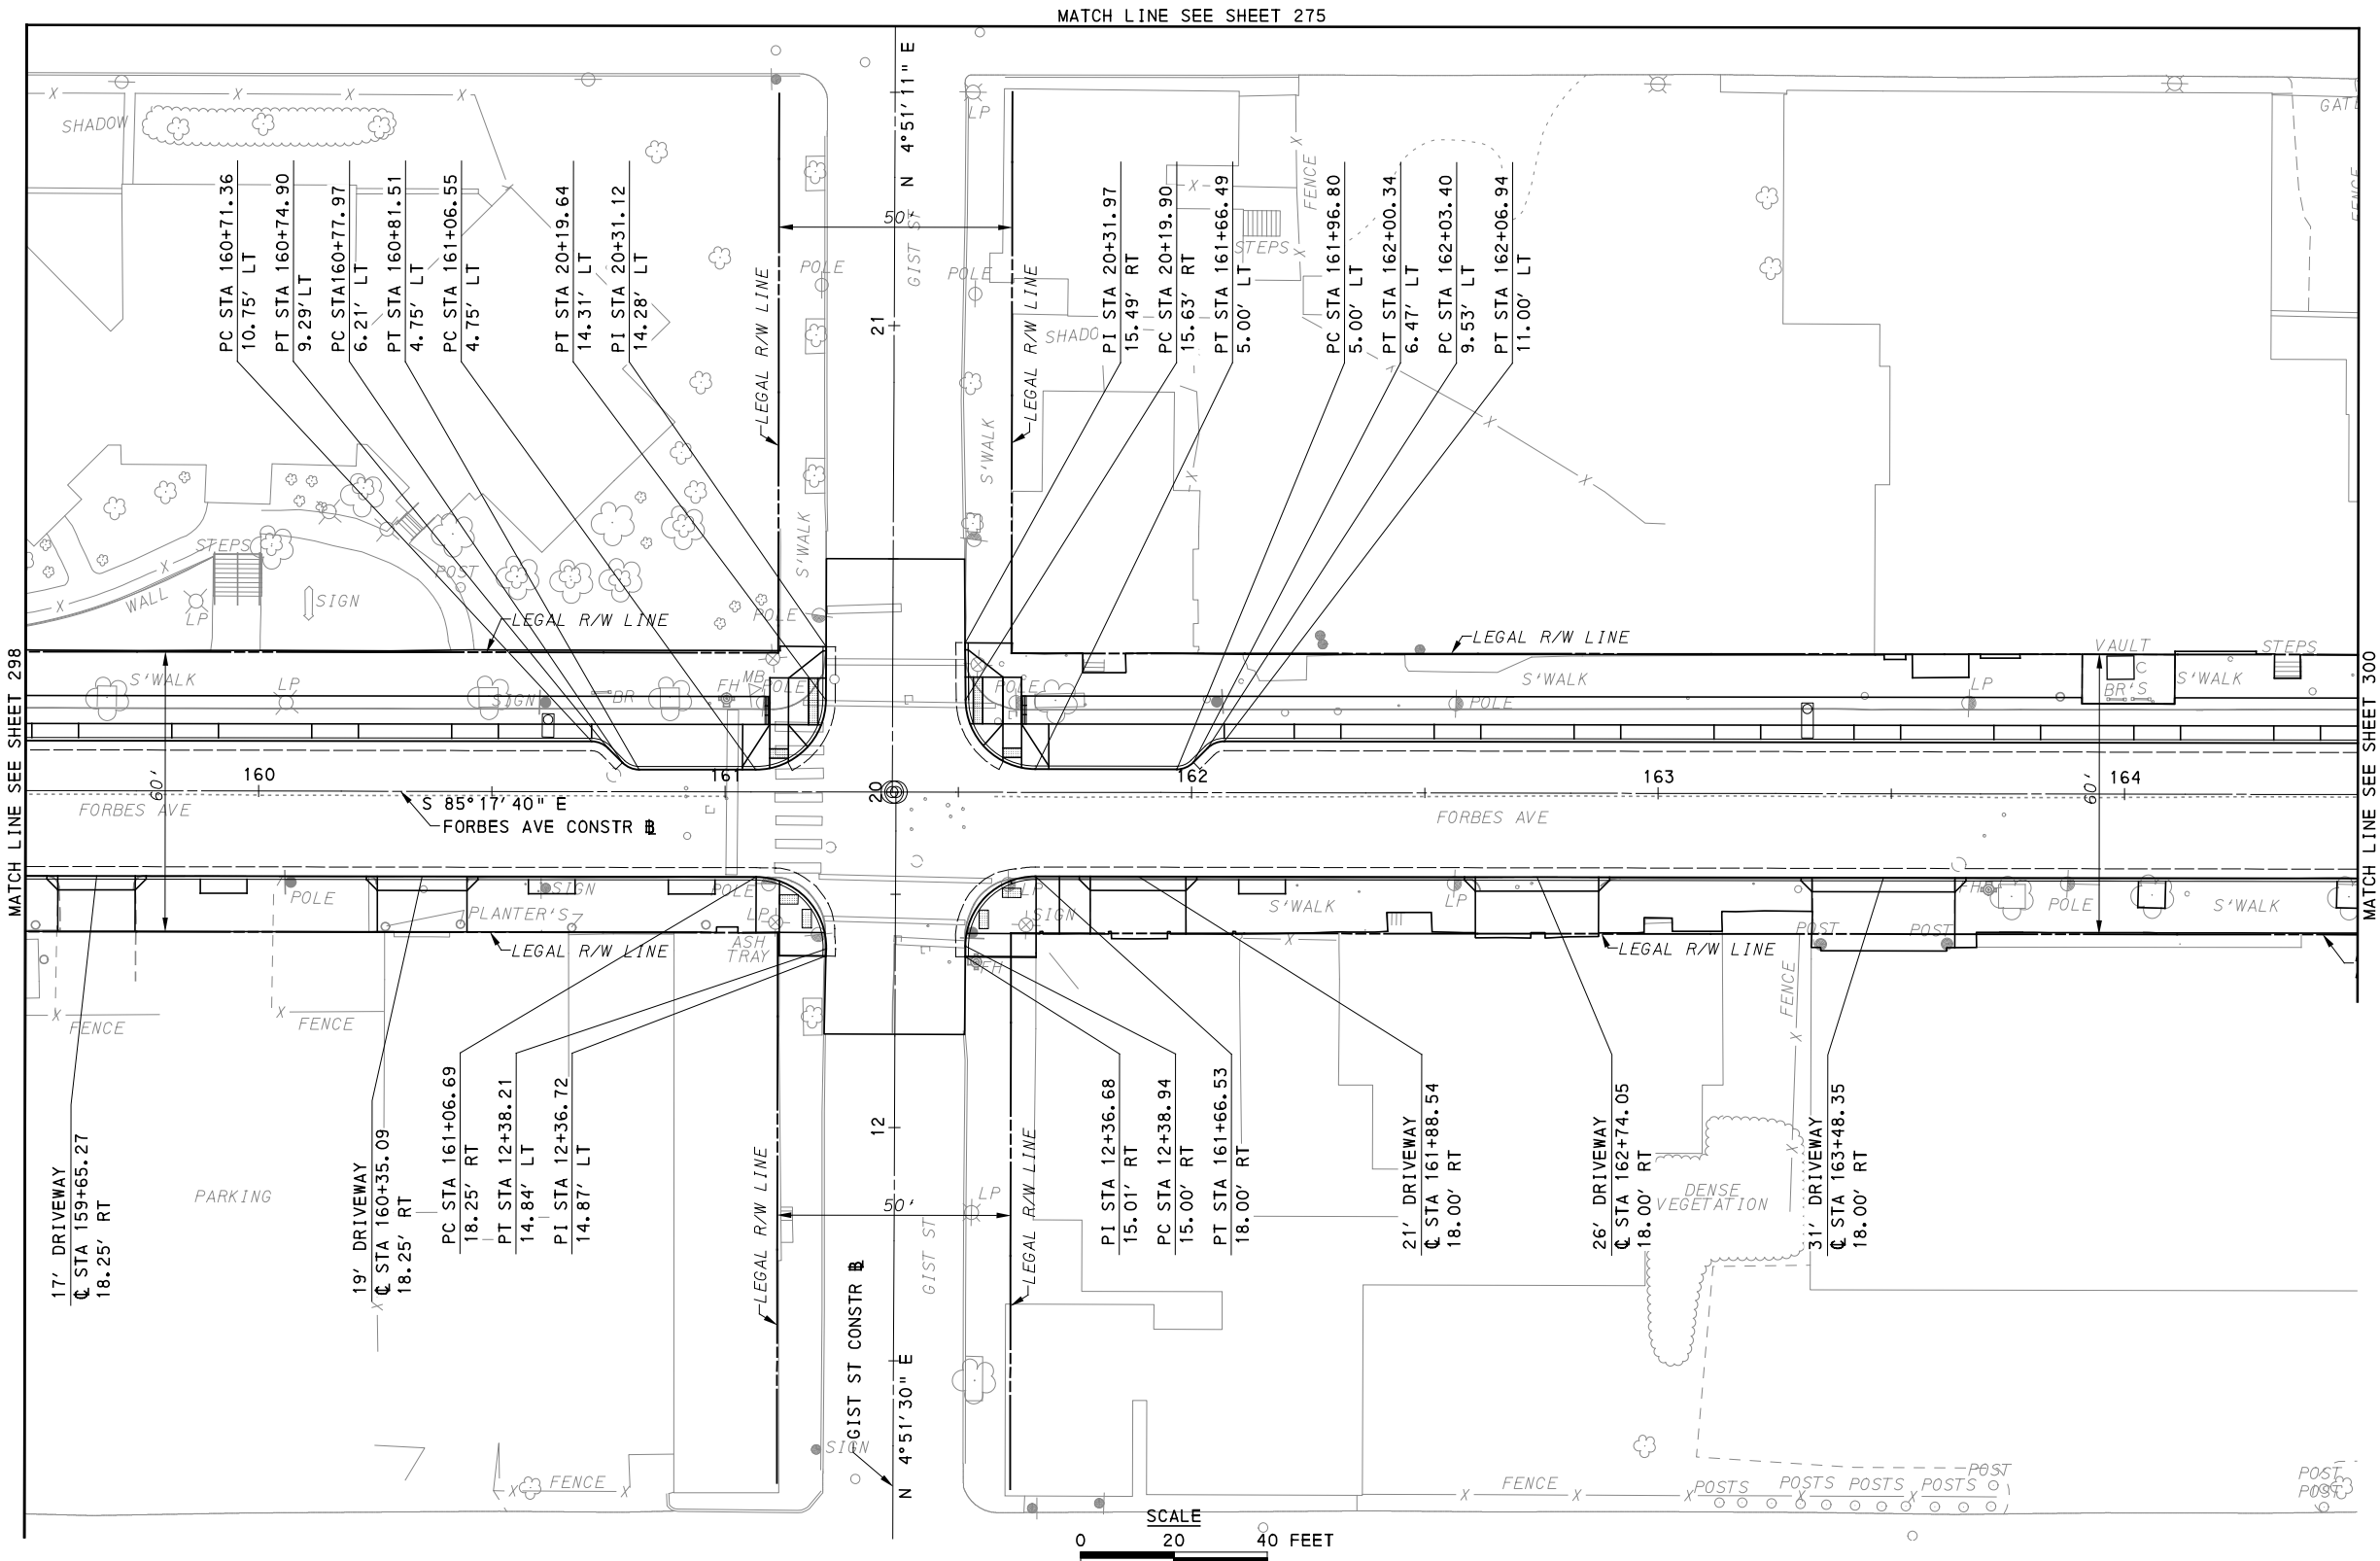 MATCH LINE SEE SHEET 275
N 4°51'11" E
SHADOW
LP
FENCE
GATE
FENCE
PC STA 160+71.36
10.75' LT
PT STA 160+74.90
9.29'LT
PC STA160+77.97
6.21' LT
PT STA 160+81.51
4.75' LT
PC STA 161+06.55
4.75' LT
PT STA 20+19.64
14.31' LT
PI STA 20+31.12
14.28' LT
50'
GIST ST
PI STA 20+31.97
15.49' RT
PC STA 20+19.90
15.63' RT
PT STA 161+66.49
5.00' LT
PC STA 161+96.80
5.00' LT
PT STA 162+00.34
6.47' LT
PC STA 162+03.40
9.53' LT
PT STA 162+06.94
11.00' LT
STEPS
POLE
POLE
LEGAL R/W LINE
LEGAL R/W LINE
21
SHADO
S'WALK
S'WALK
STEPS
POST
WALL
SIGN
LP
POLE
LEGAL R/W LINE
LEGAL R/W LINE
VAULT
STEPS
S'WALK
LP
SIGN
BR
FH
MB
POLE
POLE
S'WALK
POLE
LP
C
BR'S
S'WALK
MATCH LINE SEE SHEET 298
MATCH LINE SEE SHEET 300
60'
160
161
20
162
163
164
60'
S 85°17'40" E
FORBES AVE
FORBES AVE CONSTR BL
FORBES AVE
POLE
SIGN
PLANTER'S
POLE
LP
ASH
TRAY
LP
SIGN
FH
S'WALK
LP
FH
POLE
S'WALK
POST
POST
LEGAL R/W LINE
LEGAL R/W LINE
FENCE
FENCE
FENCE
17' DRIVEWAY
CL STA 159+65.27
18.25' RT
19' DRIVEWAY
CL STA 160+35.09
18.25' RT
PC STA 161+06.69
18.25' RT
PT STA 12+38.21
14.84' LT
PI STA 12+36.72
14.87' LT
12
PI STA 12+36.68
15.01' RT
PC STA 12+38.94
15.00' RT
PT STA 161+66.53
18.00' RT
21' DRIVEWAY
CL STA 161+88.54
18.00' RT
26' DRIVEWAY
CL STA 162+74.05
18.00' RT
31' DRIVEWAY
CL STA 163+48.35
18.00' RT
PARKING
LEGAL R/W LINE
50'
LP
GIST ST
LEGAL R/W LINE
DENSE
VEGETATION
GIST ST CONSTR BL
N 4°51'30" E
SIGN
FENCE
FENCE
POSTS
POSTS
POSTS
POSTS
POST
POST
POST
SCALE
0 20 40 FEET